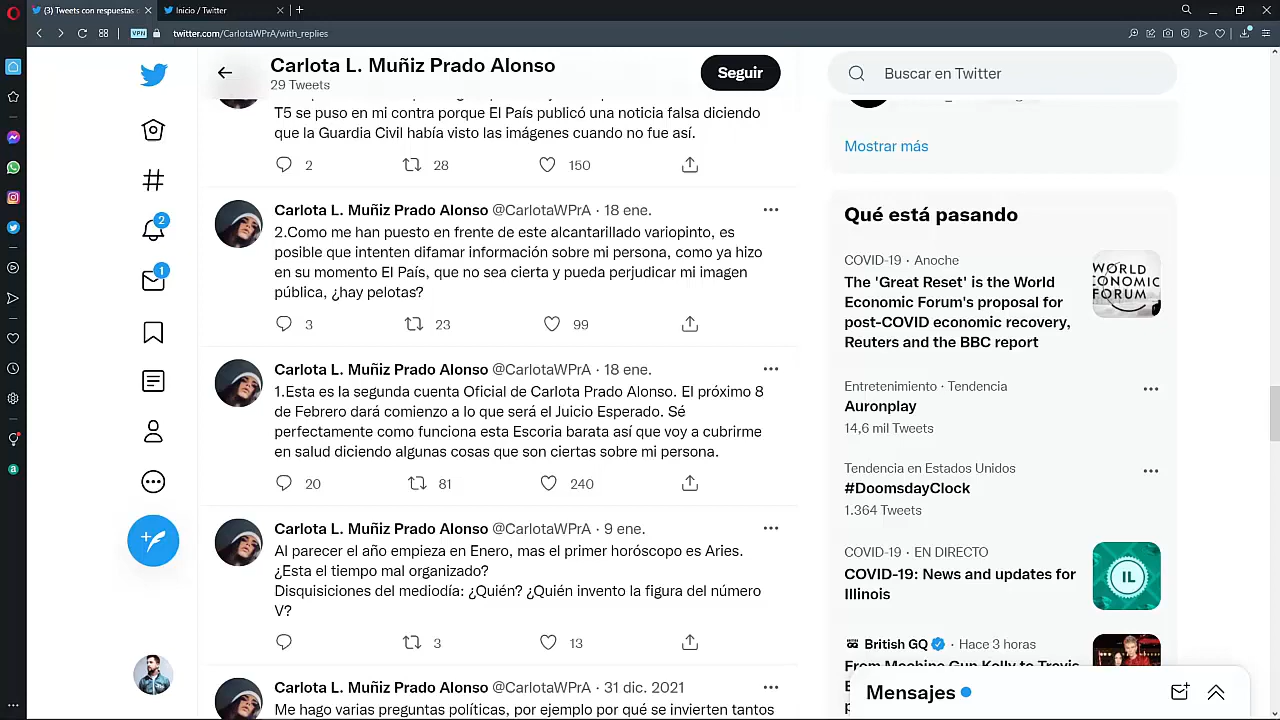 (3) Tweets con respuestas d
Inicio / Twitter
VPN
twitter.com/CarlotaWPrA/with_replies
Carlota L. Muñiz Prado Alonso
29 Tweets
Seguir
Buscar en Twitter
T5 se puso en mi contra porque El País publicó una noticia falsa diciendo
que la Guardia Civil había visto las imágenes cuando no fue así.
2 28 150
Carlota L. Muñiz Prado Alonso @CarlotaWPrA · 18 ene.
2.Como me han puesto en frente de este alcantarillado variopinto, es
posible que intenten difamar información sobre mi persona, como ya hizo
en su momento El País, que no sea cierta y pueda perjudicar mi imagen
pública, ¿hay pelotas?
3 23 99
Carlota L. Muñiz Prado Alonso @CarlotaWPrA · 18 ene.
1.Esta es la segunda cuenta Oficial de Carlota Prado Alonso. El próximo 8
de Febrero dará comienzo a lo que será el Juicio Esperado. Sé
perfectamente como funciona esta Escoria barata así que voy a cubrirme
en salud diciendo algunas cosas que son ciertas sobre mi persona.
20 81 240
Carlota L. Muñiz Prado Alonso @CarlotaWPrA · 9 ene.
Al parecer el año empieza en Enero, mas el primer horóscopo es Aries.
¿Esta el tiempo mal organizado?
Disquisiciones del mediodía: ¿Quién? ¿Quién invento la figura del número
V?
3 13
Carlota L. Muñiz Prado Alonso @CarlotaWPrA · 31 dic. 2021
Me hago varias preguntas políticas, por ejemplo por qué se invierten tantos
2
1
Mostrar más
Qué está pasando
COVID-19 · Anoche
The 'Great Reset' is the World
Economic Forum's proposal for
post-COVID economic recovery,
Reuters and the BBC report
WORLD
ECONOMIC
FORUM
Entretenimiento · Tendencia
Auronplay
14,6 mil Tweets
Tendencia en Estados Unidos
#DoomsdayClock
1.364 Tweets
COVID-19 · EN DIRECTO
COVID-19: News and updates for
Illinois
IL
British GQ · Hace 3 horas
From Machine Gun Kelly to Travis
Mensajes